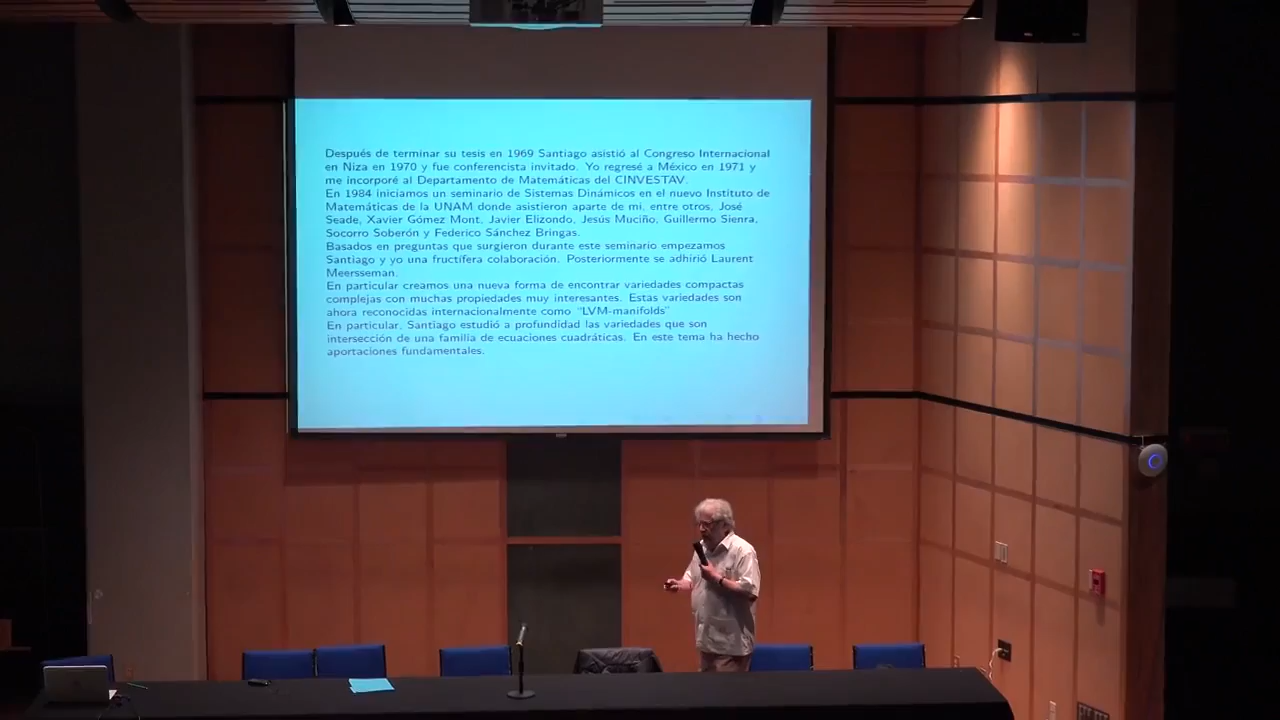 Después de terminar su tesis en 1969 Santiago asistió al Congreso Internacional
en Niza en 1970 y fue conferencista invitado. Yo regresé a México en 1971 y
me incorporé al Departamento de Matemáticas del CINVESTAV.
En 1984 iniciamos un seminario de Sistemas Dinámicos en el nuevo Instituto de
Matemáticas de la UNAM donde asistieron aparte de mi, entre otros, José
Seade, Xavier Gómez Mont, Javier Elizondo, Jesús Muciño, Guillermo Sienra,
Socorro Soberón y Federico Sánchez Bringas.
Basados en preguntas que surgieron durante este seminario empezamos
Santiago y yo una fructífera colaboración. Posteriormente se adhirió Laurent
Meersseman.
En particular creamos una nueva forma de encontrar variedades compactas
complejas con muchas propiedades muy interesantes. Estas variedades son
ahora reconocidas internacionalmente como "LVM-manifolds"
En particular, Santiago estudió a profundidad las variedades que son
intersección de una familia de ecuaciones cuadráticas. En este tema ha hecho
aportaciones fundamentales.